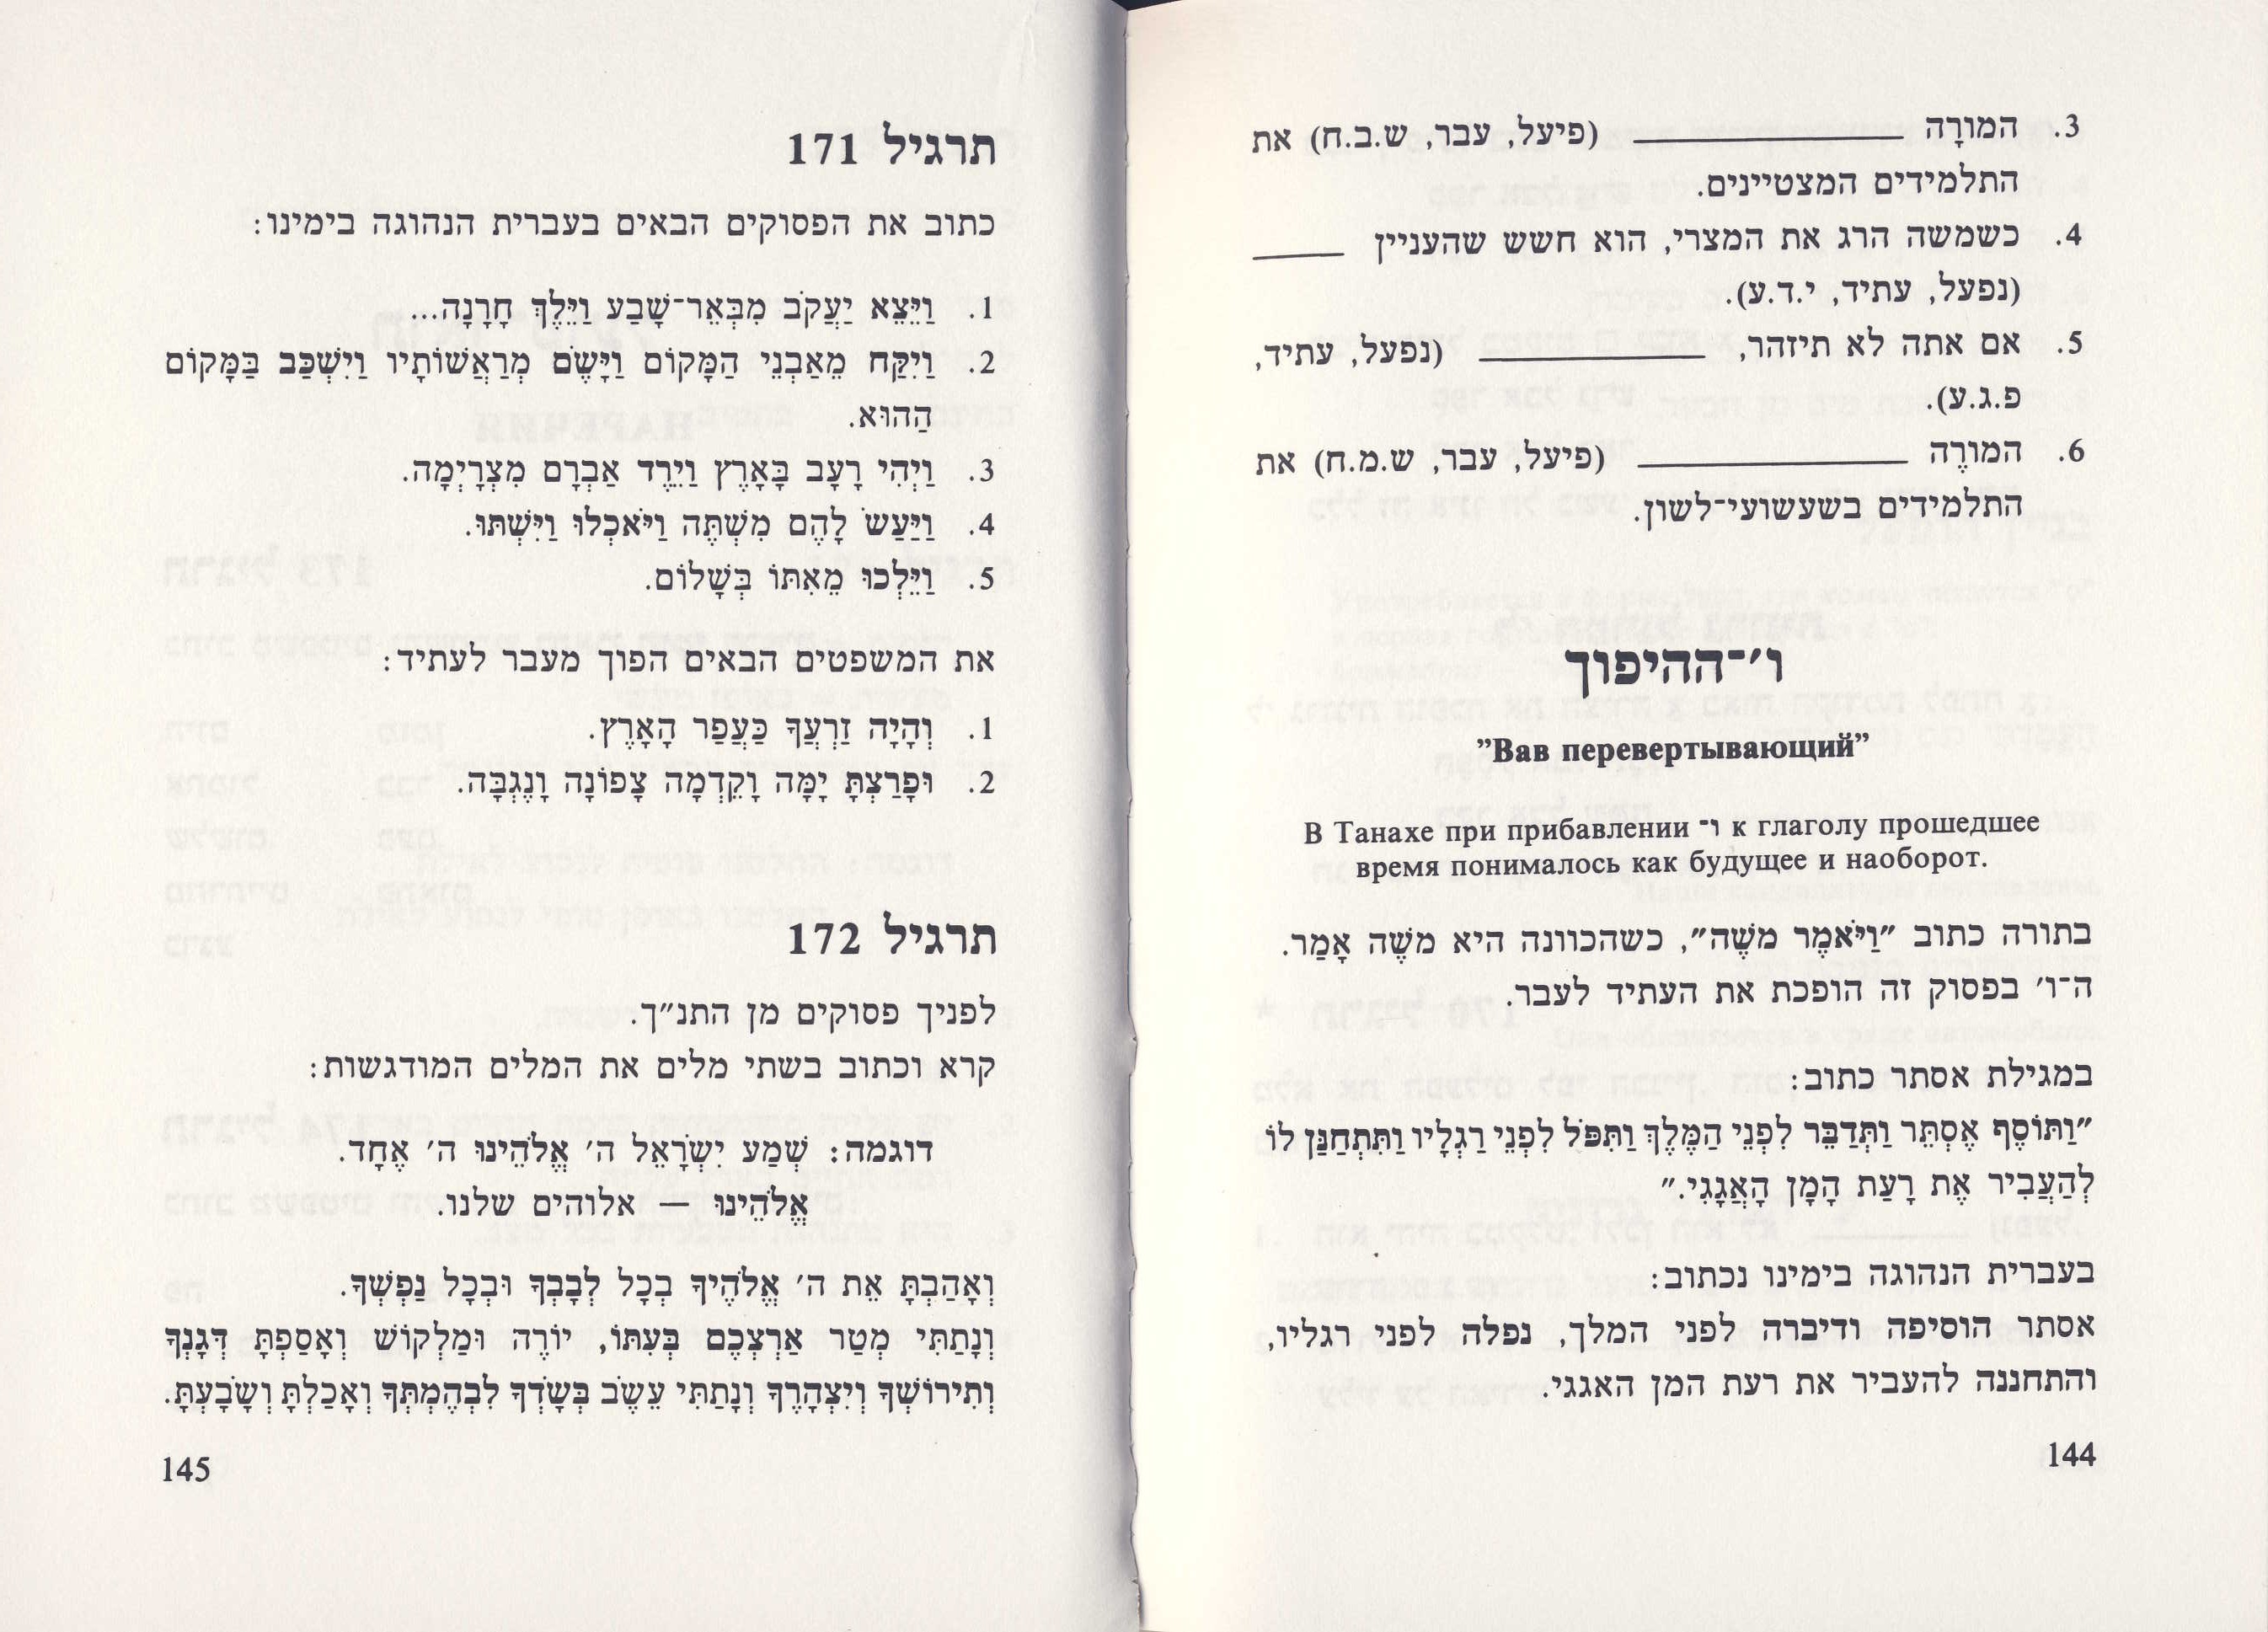 3. המורָה ________ (פיעל, עבר, ש.ב.ח) את
התלמידים המצטיינים.
4. כשמשה הרג את המצרי, הוא חשש שהעניין ____
(נפעל, עתיד, י.ד.ע).
5. אם אתה לא תיזהר, ________ (נפעל, עתיד,
פ.ג.ע).
6. המורֶה ________ (פיעל, עבר, ש.מ.ח) את
התלמידים בשעשועי־לשון.
ו׳־ההיפוך
”Вав перевертывающий”
В Танахе при прибавлении ו־ к глаголу прошедшее
время понималось как будущее и наоборот.
בתורה כתוב ״וַיֹּאמֶר משֶׁה״, כשהכוונה היא משֶׁה אָמַר.
ה־ו׳ בפסוק זה הופכת את העתיד לעבר.
במגילת אסתר כתוב:
״וַתּוֹסֶף אֶסְתֵּר וַתְּדַבֵּר לִפְנֵי הַמֶּלֶךְ וַתִּפֹּל לִפְנֵי רַגְלָיו וַתִּתְחַנַּן לוֹ
לְהַעֲבִיר אֶת רָעַת הָמָן הָאֲגָגִי.״
בעברית הנהוגה בימינו נכתוב:
אסתר הוסיפה ודיברה לפני המלך, נפלה לפני רגליו,
והתחננה להעביר את רעת המן האגגי.
144
תרגיל 171
כתוב את הפסוקים הבאים בעברית הנהוגה בימינו:
1. וַיֵּצֵא יַעֲקֹב מִבְּאֵר־שָׁבַע וַיֵּלֶךְ חָרָנָה...
2. וַיִּקַּח מֵאַבְנֵי הַמָּקוֹם וַיָּשֶׂם מְרַאֲשׁוֹתָיו וַיִּשְׁכַּב בַּמָּקוֹם
הַהוּא.
3. וַיְהִי רָעָב בָּאָרֶץ וַיֵּרֶד אַבְרָם מִצְרָיְמָה.
4. וַיַּעַשׂ לָהֶם מִשְׁתֶּה וַיֹּאכְלוּ וַיִּשְׁתּוּ.
5. וַיֵּלְכוּ מֵאִתּוֹ בְּשָׁלוֹם.
את המשפטים הבאים הפוך מעבר לעתיד:
1. וְהָיָה זַרְעֲךָ כַּעֲפַר הָאָרֶץ.
2. וּפָרַצְתָּ יָמָּה וָקֵדְמָה צָפוֹנָה וָנֶגְבָּה.
תרגיל 172
לפניך פסוקים מן התנ״ך.
קרא וכתוב בשתי מלים את המלים המודגשות:
דוגמה: שְׁמַע יִשְׂרָאֵל ה׳ אֱלֹהֵינוּ ה׳ אֶחָד.
אֱלֹהֵינוּ — אלוהים שלנו.
וְאָהַבְתָּ אֵת ה׳ אֱלֹהֶיךָ בְכָל לְבָבְךָ וּבְכָל נַפְשְׁךָ.
וְנָתַתִּי מְטַר אַרְצְכֶם בְּעִתּוֹ, יוֹרֶה וּמַלְקוֹשׁ וְאָסַפְתָּ דְּגָנְךָ
וְתִירוֹשְׁךָ וְיִצְהָרֶךָ וְנָתַתִּי עֵשֶׂב בְּשָׂדְךָ לִבְהֶמְתְּךָ וְאָכַלְתָּ וְשָׂבָעְתָּ.
145